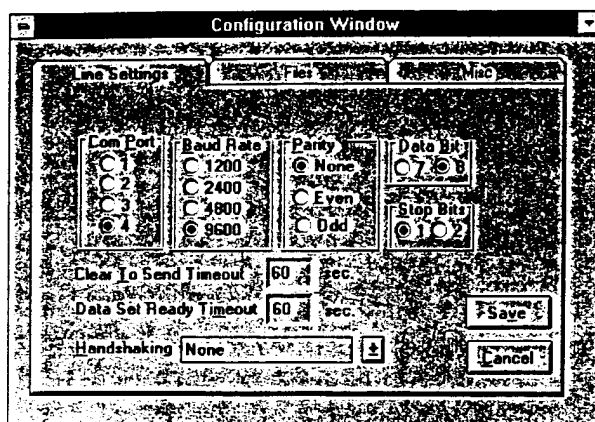 Configuration Window
Line Settings Files Misc
Com Port Baud Rate Parity Data Bit
1 1200 None 7 8
2 2400 Even Stop Bits
3 4800 Odd 1 2
4 9600
Clear To Send Timeout 60 sec.
Data Set Ready Timeout 60 sec.
Handshaking None
Save
Cancel